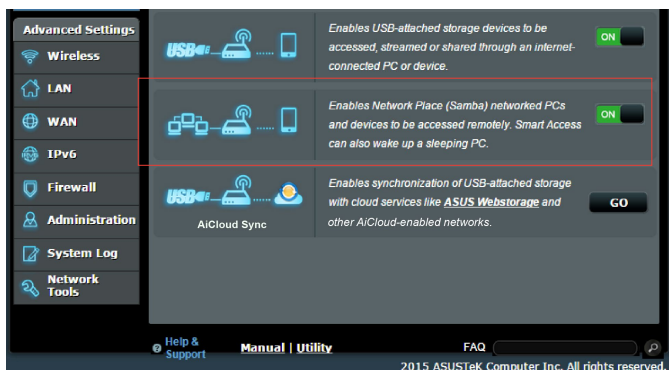 Advanced Settings
Wireless
LAN
WAN
IPv6
Firewall
Administration
System Log
Network
Tools
USB
Enables USB-attached storage devices to be
accessed, streamed or shared through an internet-
connected PC or device.
ON
Enables Network Place (Samba) networked PCs
and devices to be accessed remotely. Smart Access
can also wake up a sleeping PC.
ON
USB
AiCloud Sync
Enables synchronization of USB-attached storage
with cloud services like ASUS Webstorage and
other AiCloud-enabled networks.
GO
Help &
Support
Manual | Utility
FAQ
2015 ASUSTeK Computer Inc. All rights reserved.